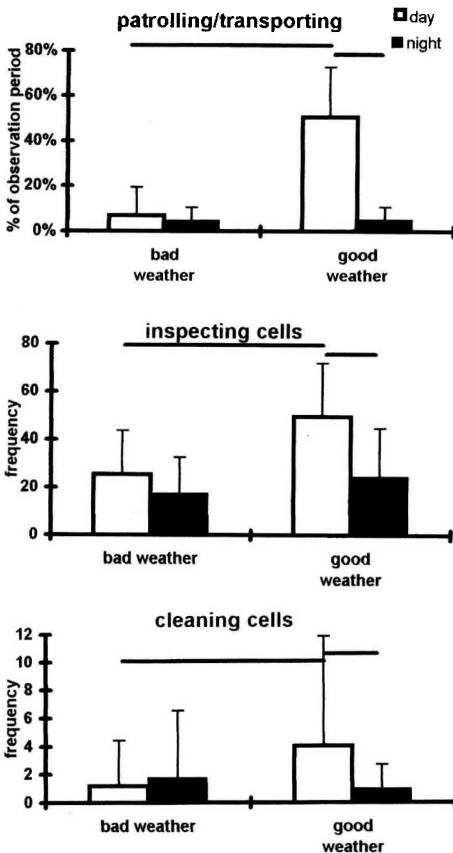 patrolling/transporting
day
night
% of observation period
80%
60%
40%
20%
0%
bad
weather
good
weather
inspecting cells
frequency
80
60
40
20
0
bad weather
good
weather
cleaning cells
frequency
12
10
8
6
4
2
0
bad weather
good
weather